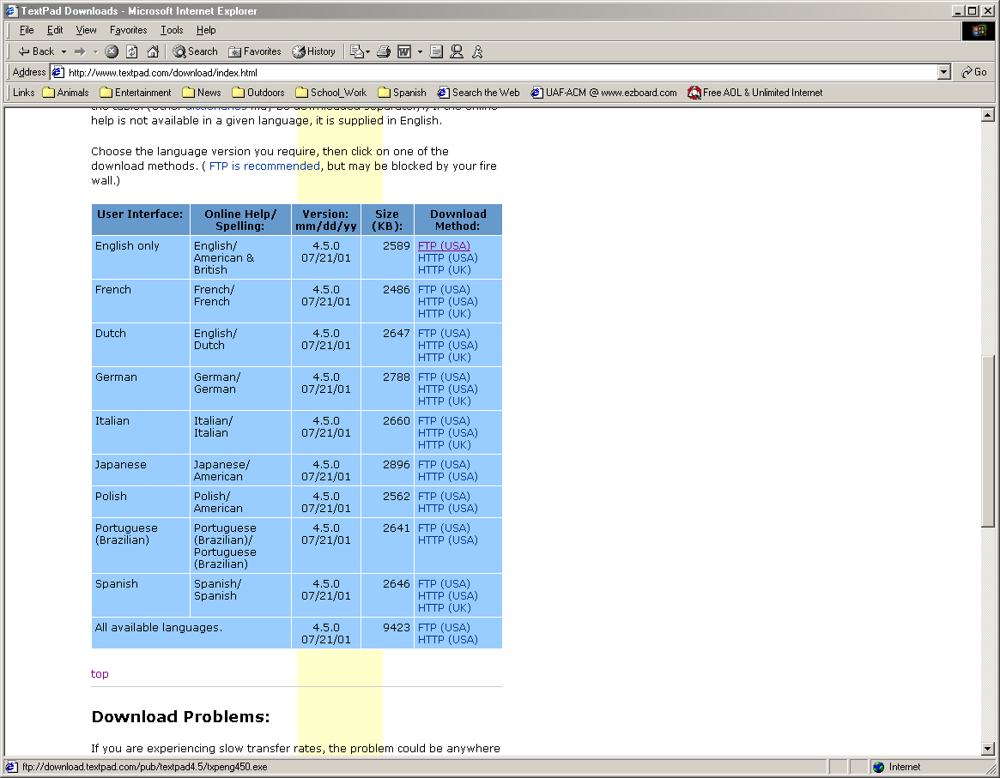 TextPad Downloads - Microsoft Internet Explorer
File Edit View Favorites Tools Help
Back Search Favorites History
Address http://www.textpad.com/download/index.html Go
Links Animals Entertainment News Outdoors School_Work Spanish Search the Web UAF-ACM @ www.ezboard.com Free AOL & Unlimited Internet
help is not available in a given language, it is supplied in English.
Choose the language version you require, then click on one of the
download methods. ( FTP is recommended, but may be blocked by your fire
wall.)
User Interface: Online Help/ Version: Size Download
Spelling: mm/dd/yy (KB): Method:
English only English/ 4.5.0 2589 FTP (USA)
American & 07/21/01 HTTP (USA)
British HTTP (UK)
French French/ 4.5.0 2486 FTP (USA)
French 07/21/01 HTTP (USA)
HTTP (UK)
Dutch English/ 4.5.0 2647 FTP (USA)
Dutch 07/21/01 HTTP (USA)
HTTP (UK)
German German/ 4.5.0 2788 FTP (USA)
German 07/21/01 HTTP (USA)
HTTP (UK)
Italian Italian/ 4.5.0 2660 FTP (USA)
Italian 07/21/01 HTTP (USA)
HTTP (UK)
Japanese Japanese/ 4.5.0 2896 FTP (USA)
American 07/21/01 HTTP (USA)
Polish Polish/ 4.5.0 2562 FTP (USA)
American 07/21/01 HTTP (USA)
Portuguese Portuguese 4.5.0 2641 FTP (USA)
(Brazilian) (Brazilian)/ 07/21/01 HTTP (USA)
Portuguese
(Brazilian)
Spanish Spanish/ 4.5.0 2646 FTP (USA)
Spanish 07/21/01 HTTP (USA)
HTTP (UK)
All available languages. 4.5.0 9423 FTP (USA)
07/21/01 HTTP (USA)
top
Download Problems:
If you are experiencing slow transfer rates, the problem could be anywhere
ftp://download.textpad.com/pub/textpad4.5/txpeng450.exe Internet